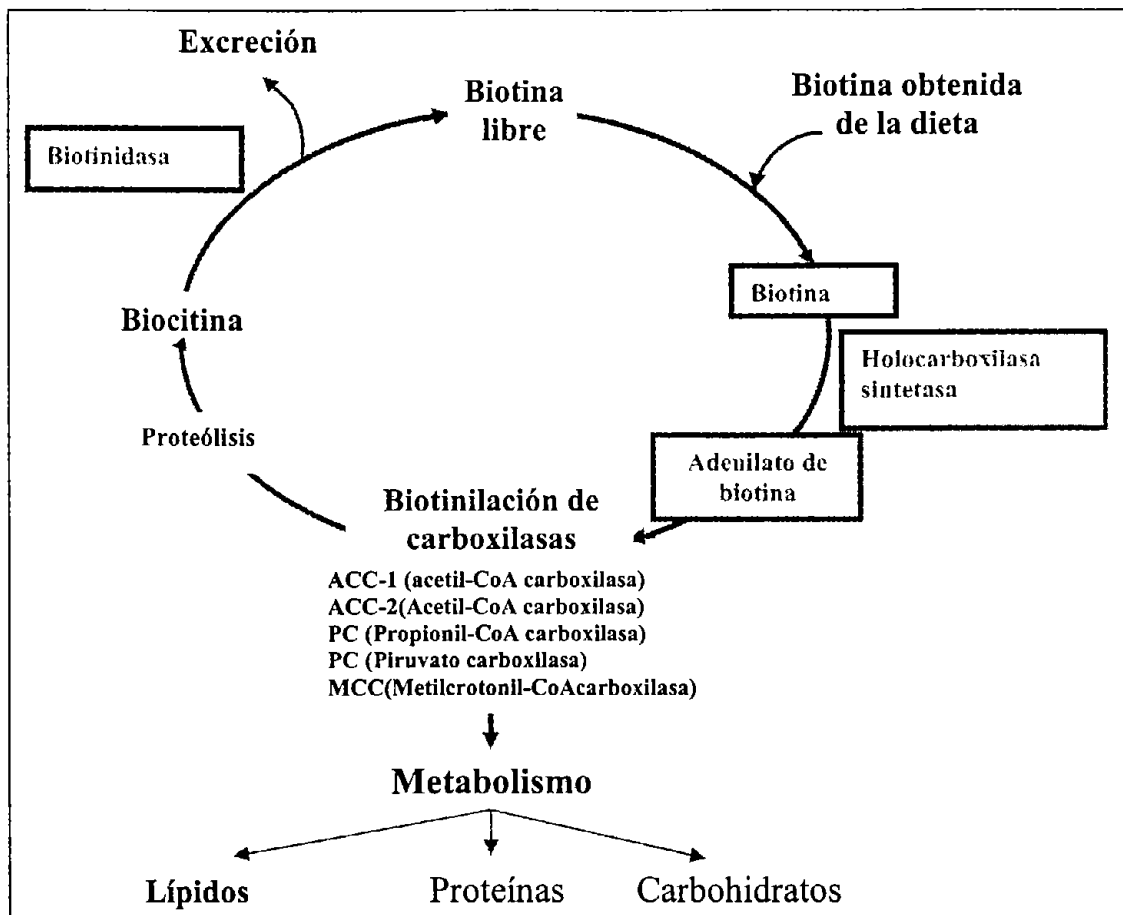 Excreción
Biotina
libre
Biotina obtenida
de la dieta
Biotinidasa
Biotina
Biocitina
Holocarboxilasa
sintetasa
Proteólisis
Adenilato de
biotina
Biotinilación de
carboxilasas
ACC-1 (acetil-CoA carboxilasa)
ACC-2(Acetil-CoA carboxilasa)
PC (Propionil-CoA carboxilasa)
PC (Piruvato carboxilasa)
MCC(Metilcrotonil-CoAcarboxilasa)
Metabolismo
Lípidos
Proteínas
Carbohidratos